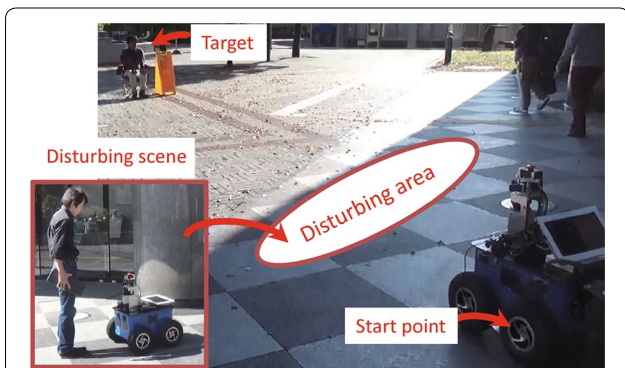 Target
Disturbing scene
Disturbing area
Start point